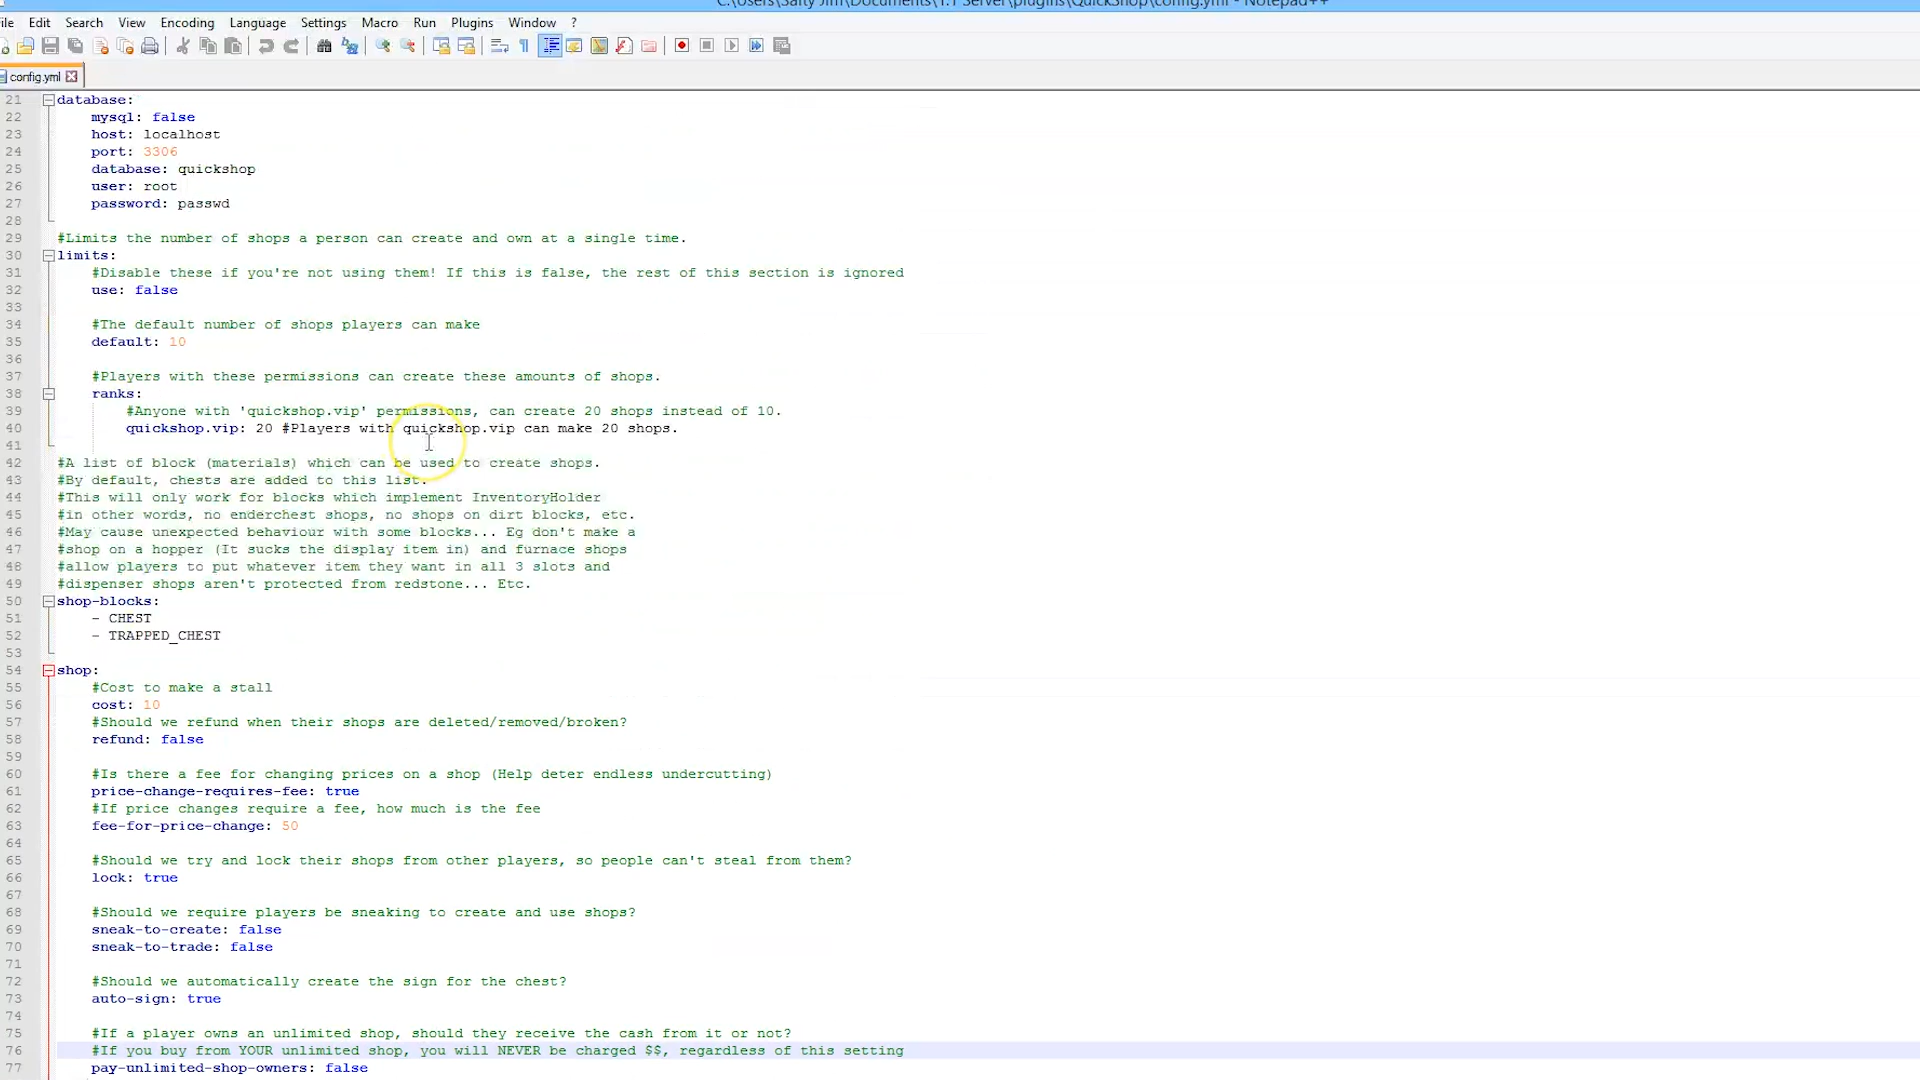 C:\Users\Salty Jim\Documents\1.1 Server\plugins\QuickShop\config.yml - Notepad++
File Edit Search View Encoding Language Settings Macro Run Plugins Window ?
config.yml
21 database:
22 mysql: false
23 host: localhost
24 port: 3306
25 database: quickshop
26 user: root
27 password: passwd
28
29 #Limits the number of shops a person can create and own at a single time.
30 limits:
31 #Disable these if you're not using them! If this is false, the rest of this section is ignored
32 use: false
33
34 #The default number of shops players can make
35 default: 10
36
37 #Players with these permissions can create these amounts of shops.
38 ranks:
39 #Anyone with 'quickshop.vip' permissions, can create 20 shops instead of 10.
40 quickshop.vip: 20 #Players with quickshop.vip can make 20 shops.
41
42 #A list of block (materials) which can be used to create shops.
43 #By default, chests are added to this list.
44 #This will only work for blocks which implement InventoryHolder
45 #in other words, no enderchest shops, no shops on dirt blocks, etc.
46 #May cause unexpected behaviour with some blocks... Eg don't make a
47 #shop on a hopper (It sucks the display item in) and furnace shops
48 #allow players to put whatever item they want in all 3 slots and
49 #dispenser shops aren't protected from redstone... Etc.
50 shop-blocks:
51 - CHEST
52 - TRAPPED_CHEST
53
54 shop:
55 #Cost to make a stall
56 cost: 10
57 #Should we refund when their shops are deleted/removed/broken?
58 refund: false
59
60 #Is there a fee for changing prices on a shop (Help deter endless undercutting)
61 price-change-requires-fee: true
62 #If price changes require a fee, how much is the fee
63 fee-for-price-change: 50
64
65 #Should we try and lock their shops from other players, so people can't steal from them?
66 lock: true
67
68 #Should we require players be sneaking to create and use shops?
69 sneak-to-create: false
70 sneak-to-trade: false
71
72 #Should we automatically create the sign for the chest?
73 auto-sign: true
74
75 #If a player owns an unlimited shop, should they receive the cash from it or not?
76 #If you buy from YOUR unlimited shop, you will NEVER be charged $$, regardless of this setting
77 pay-unlimited-shop-owners: false